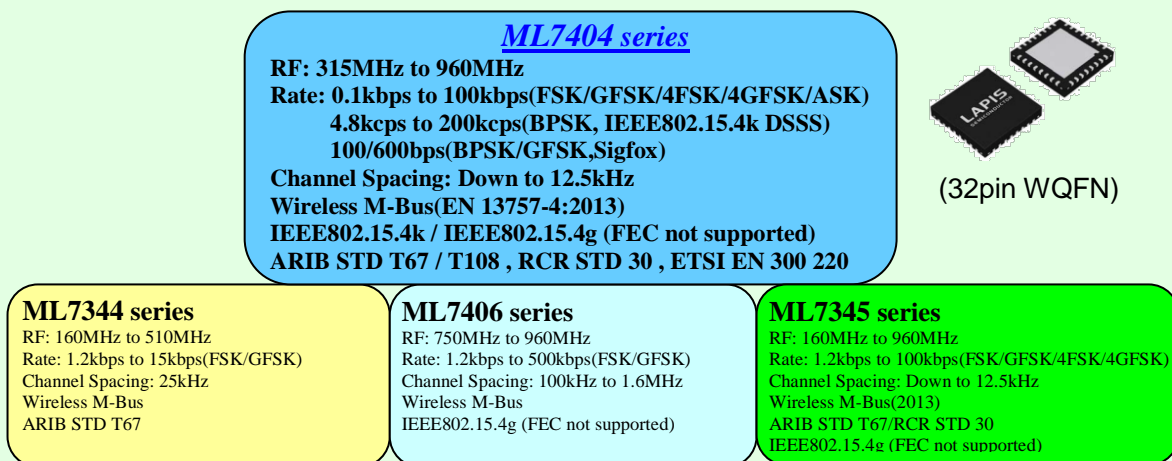 ML7404 series
RF: 315MHz to 960MHz
Rate: 0.1kbps to 100kbps(FSK/GFSK/4FSK/4GFSK/ASK)
4.8kcps to 200kcps(BPSK, IEEE802.15.4k DSSS)
100/600bps(BPSK/GFSK,Sigfox)
Channel Spacing: Down to 12.5kHz
Wireless M-Bus(EN 13757-4:2013)
IEEE802.15.4k / IEEE802.15.4g (FEC not supported)
ARIB STD T67 / T108 , RCR STD 30 , ETSI EN 300 220
LAPIS
SEMICONDUCTOR
(32pin WQFN)
ML7344 series
RF: 160MHz to 510MHz
Rate: 1.2kbps to 15kbps(FSK/GFSK)
Channel Spacing: 25kHz
Wireless M-Bus
ARIB STD T67
ML7406 series
RF: 750MHz to 960MHz
Rate: 1.2kbps to 500kbps(FSK/GFSK)
Channel Spacing: 100kHz to 1.6MHz
Wireless M-Bus
IEEE802.15.4g (FEC not supported)
ML7345 series
RF: 160MHz to 960MHz
Rate: 1.2kbps to 100kbps(FSK/GFSK/4FSK/4GFSK)
Channel Spacing: Down to 12.5kHz
Wireless M-Bus(2013)
ARIB STD T67/RCR STD 30
IEEE802.15.4g (FEC not supported)